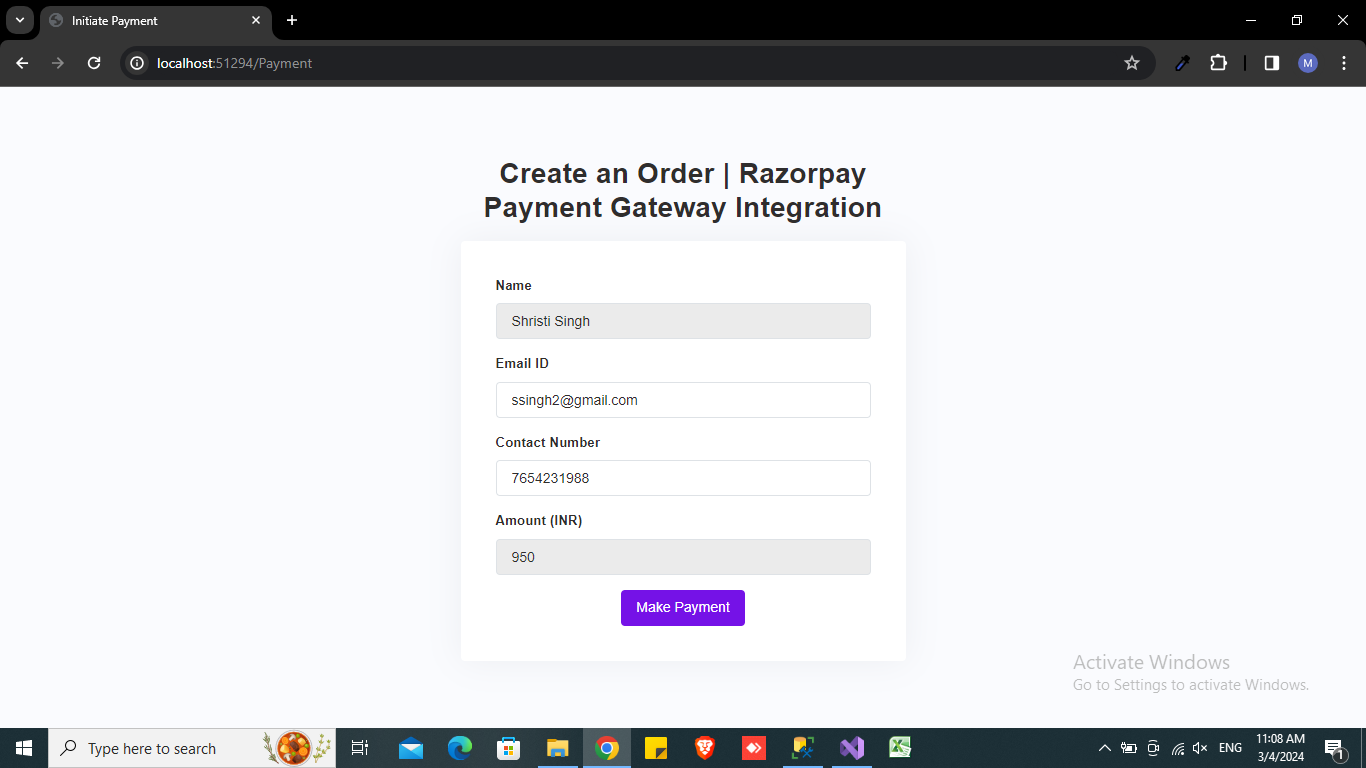 Initiate Payment
localhost:51294/Payment
M
Create an Order | Razorpay
Payment Gateway Integration
Name
Shristi Singh
Email ID
ssingh2@gmail.com
Contact Number
7654231988
Amount (INR)
950
Make Payment
Activate Windows
Go to Settings to activate Windows.
Type here to search
ENG
11:08 AM
3/4/2024
1